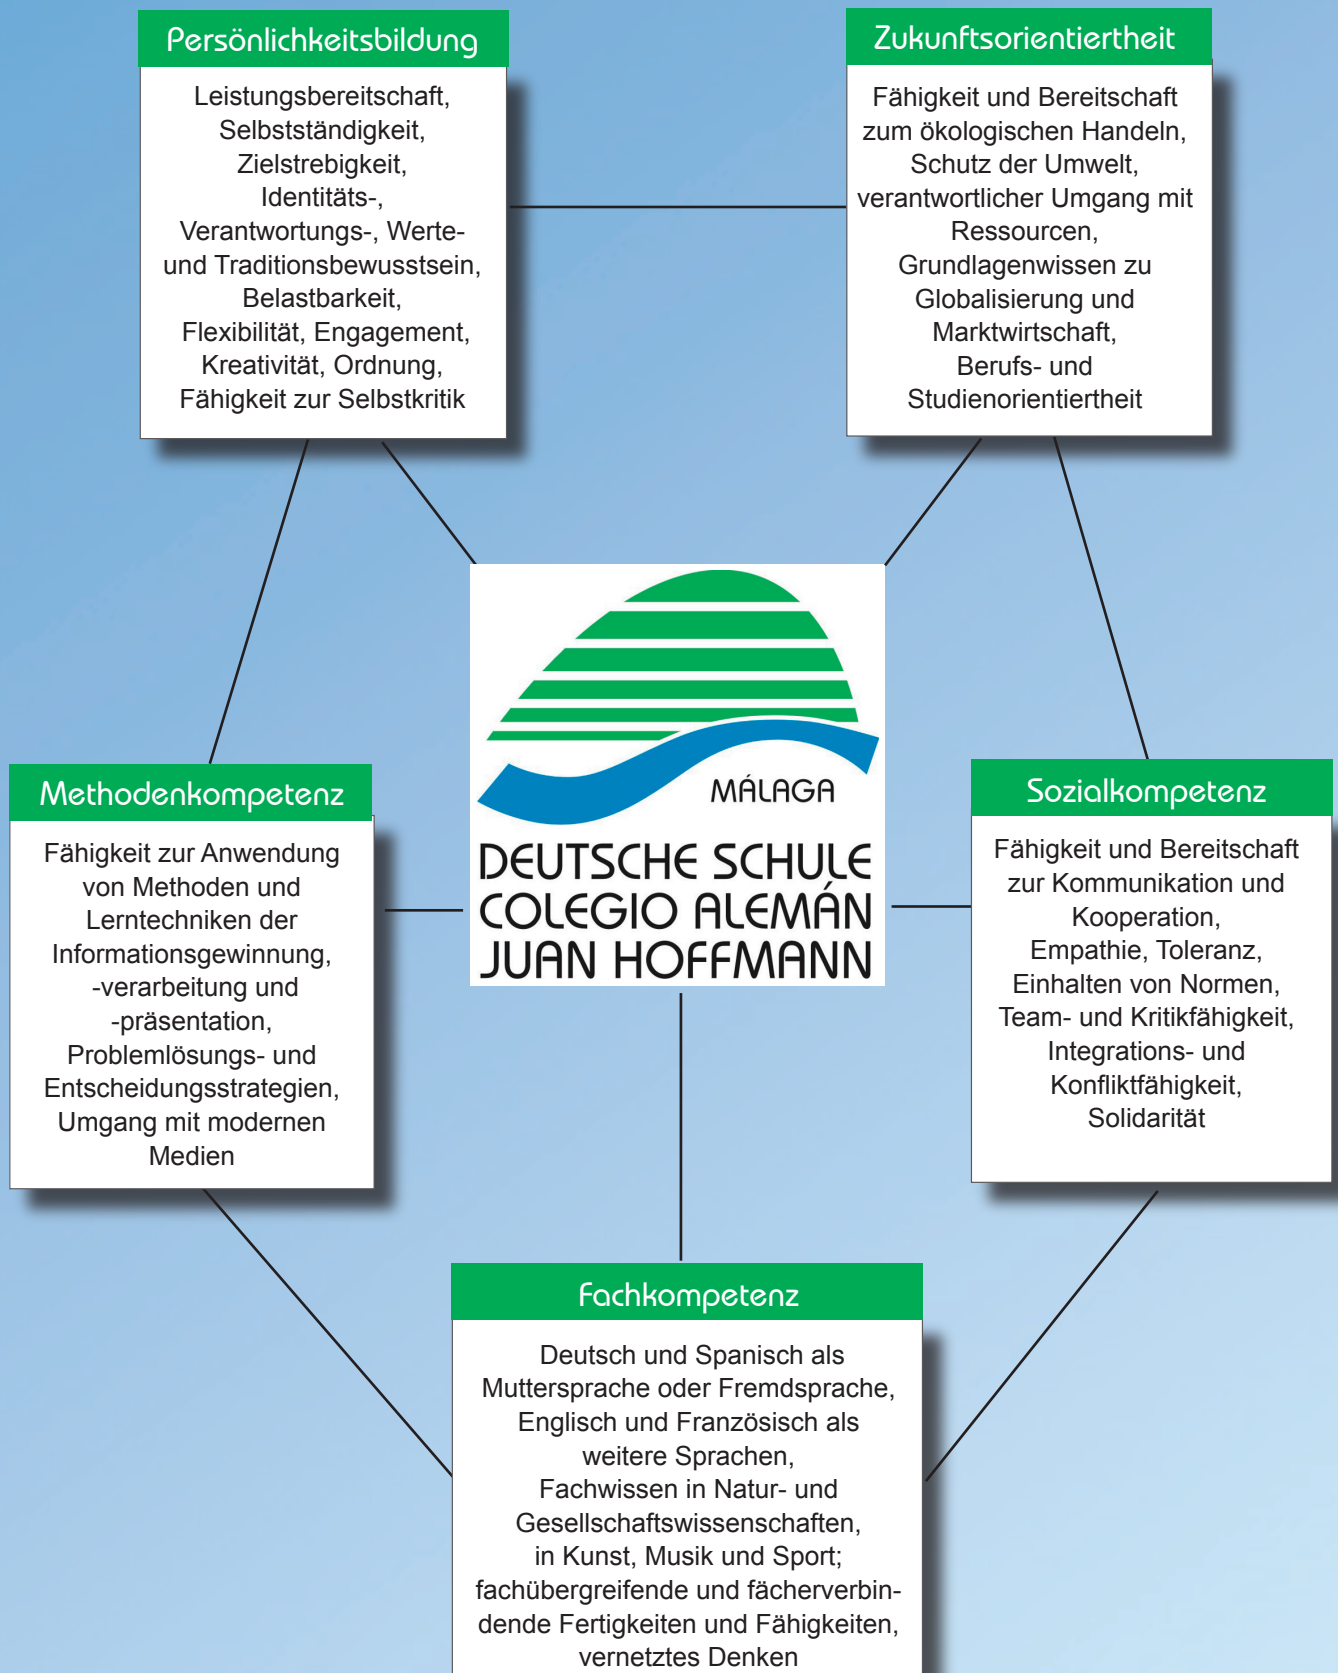 Persönlichkeitsbildung
Leistungsbereitschaft,
Selbstständigkeit,
Zielstrebigkeit,
Identitäts-,
Verantwortungs-, Werte-
und Traditionsbewusstsein,
Belastbarkeit,
Flexibilität, Engagement,
Kreativität, Ordnung,
Fähigkeit zur Selbstkritik
Zukunftsorientiertheit
Fähigkeit und Bereitschaft
zum ökologischen Handeln,
Schutz der Umwelt,
verantwortlicher Umgang mit
Ressourcen,
Grundlagenwissen zu
Globalisierung und
Marktwirtschaft,
Berufs- und
Studienorientiertheit
MÁLAGA
DEUTSCHE SCHULE
COLEGIO ALEMÁN
JUAN HOFFMANN
Methodenkompetenz
Fähigkeit zur Anwendung
von Methoden und
Lerntechniken der
Informationsgewinnung,
-verarbeitung und
-präsentation,
Problemlösungs- und
Entscheidungsstrategien,
Umgang mit modernen
Medien
Sozialkompetenz
Fähigkeit und Bereitschaft
zur Kommunikation und
Kooperation,
Empathie, Toleranz,
Einhalten von Normen,
Team- und Kritikfähigkeit,
Integrations- und
Konfliktfähigkeit,
Solidarität
Fachkompetenz
Deutsch und Spanisch als
Muttersprache oder Fremdsprache,
Englisch und Französisch als
weitere Sprachen,
Fachwissen in Natur- und
Gesellschaftswissenschaften,
in Kunst, Musik und Sport;
fachübergreifende und fächerverbin-
dende Fertigkeiten und Fähigkeiten,
vernetztes Denken